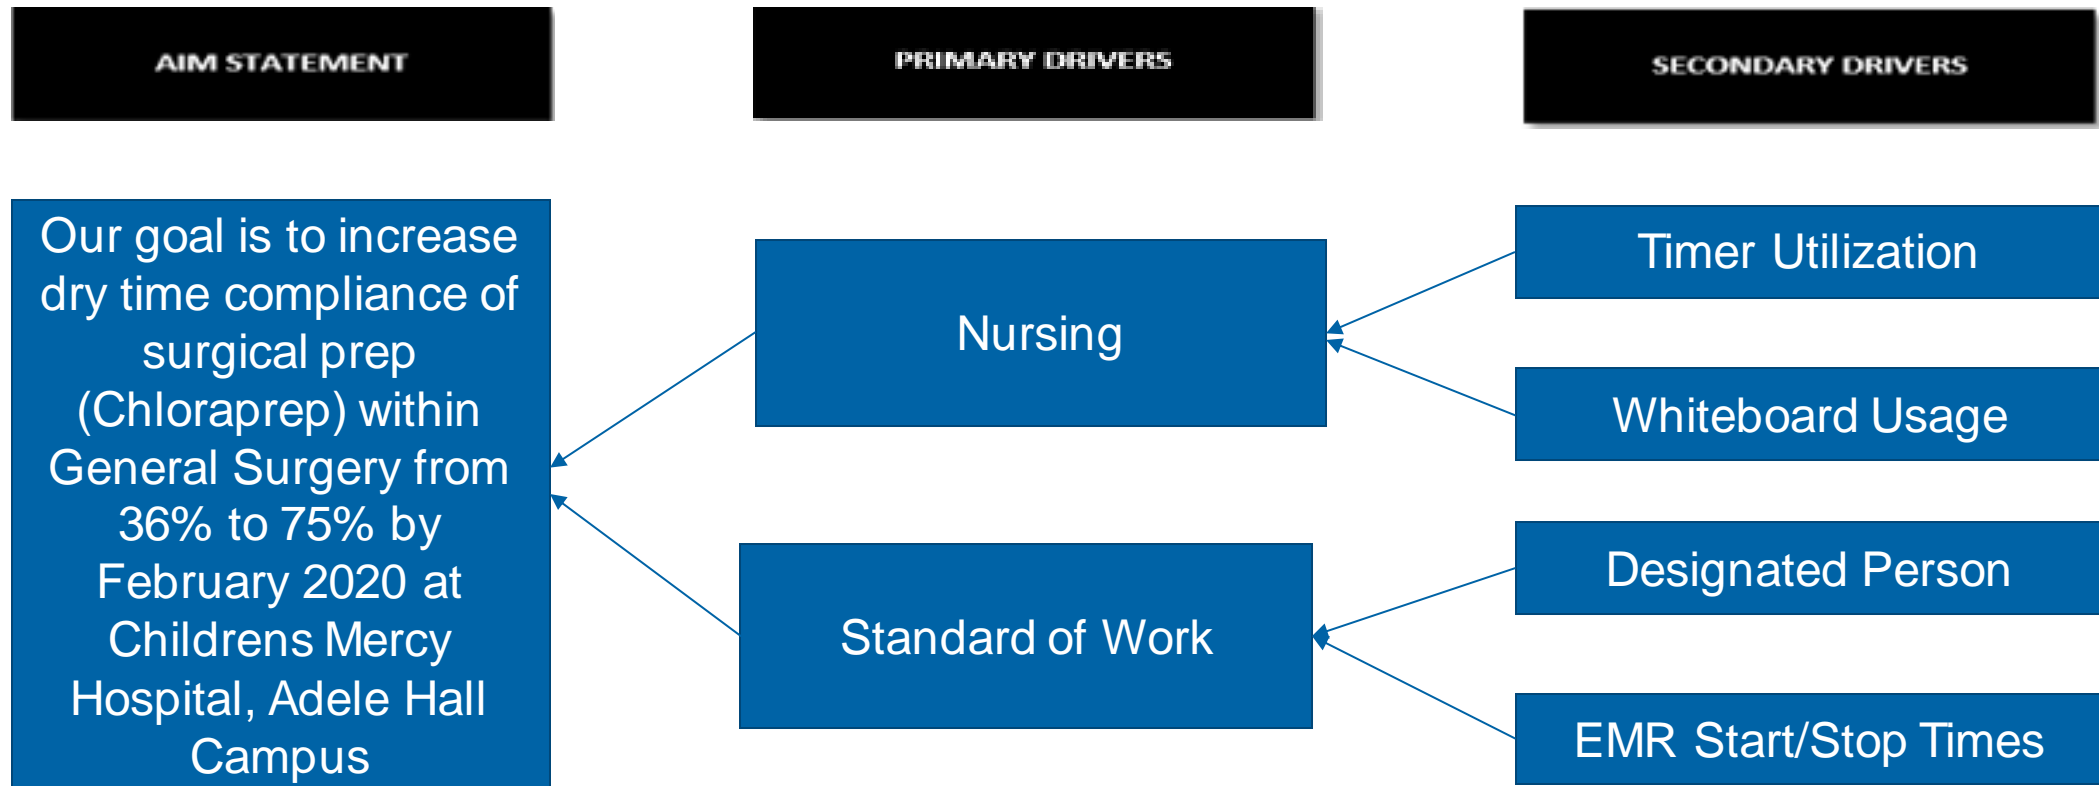 AIM STATEMENT
PRIMARY DRIVERS
SECONDARY DRIVERS
Our goal is to increase
dry time compliance of
surgical prep
(Chloraprep) within
General Surgery from
36% to 75% by
February 2020 at
Childrens Mercy
Hospital, Adele Hall
Campus
Nursing
Standard of Work
Timer Utilization
Whiteboard Usage
Designated Person
EMR Start/Stop Times